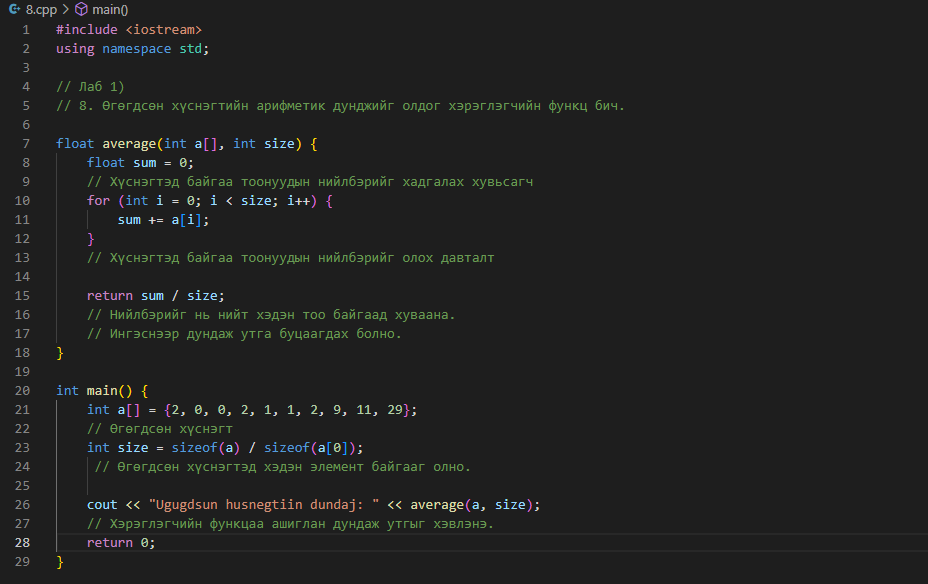 8.cpp > main()
1 #include <iostream>
2 using namespace std;
3
4 // Лаб 1)
5 // 8. Өгөгдсөн хүснэгтийн арифметик дунджийг олдог хэрэглэгчийн функц бич.
6
7 float average(int a[], int size) {
8     float sum = 0;
9     // Хүснэгтэд байгаа тоонуудын нийлбэрийг хадгалах хувьсагч
10     for (int i = 0; i < size; i++) {
11         sum += a[i];
12     }
13     // Хүснэгтэд байгаа тоонуудын нийлбэрийг олох давталт
14
15     return sum / size;
16     // Нийлбэрийг нь нийт хэдэн тоо байгаад хуваана.
17     // Ингэснээр дундаж утга буцаагдах болно.
18 }
19
20 int main() {
21     int a[] = {2, 0, 0, 2, 1, 1, 2, 9, 11, 29};
22     // Өгөгдсөн хүснэгт
23     int size = sizeof(a) / sizeof(a[0]);
24      // Өгөгдсөн хүснэгтэд хэдэн элемент байгааг олно.
25
26     cout << "Ugugdsun husnegtiin dundaj: " << average(a, size);
27     // Хэрэглэгчийн функцаа ашиглан дундаж утгыг хэвлэнэ.
28     return 0;
29 }